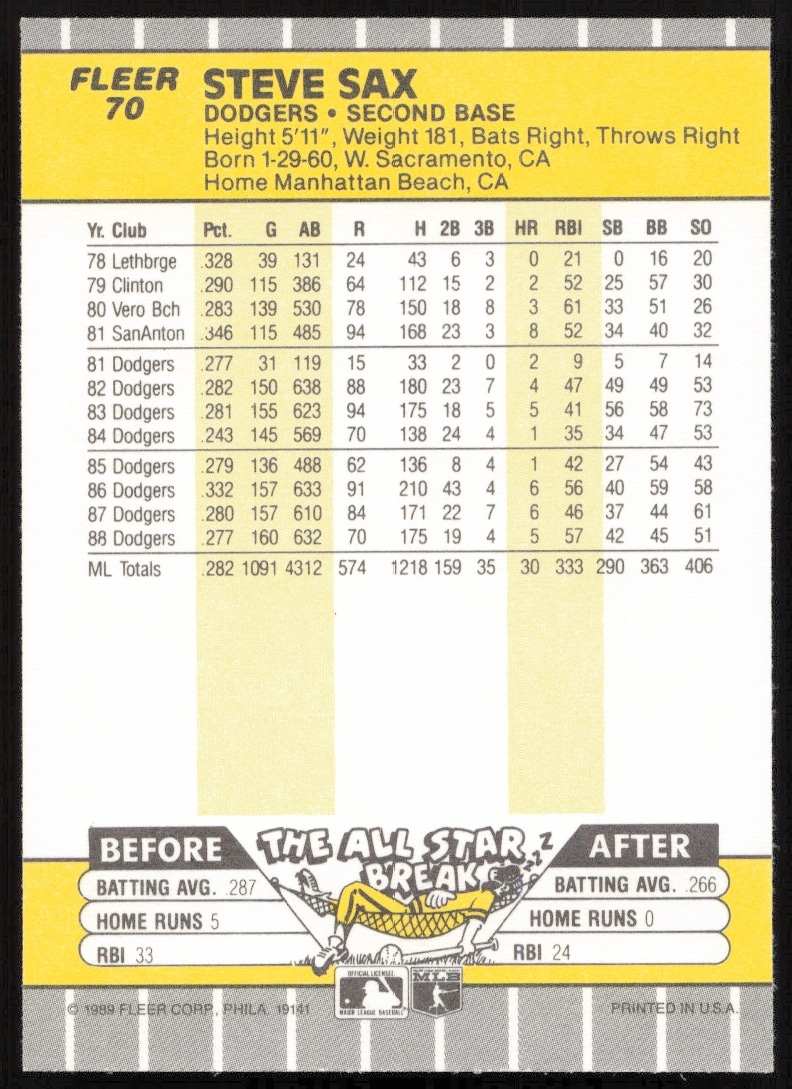 FLEER
70
STEVE SAX
DODGERS • SECOND BASE
Height 5'11", Weight 181, Bats Right, Throws Right
Born 1-29-60, W. Sacramento, CA
Home Manhattan Beach, CA
Yr. Club Pct. G AB R H 2B 3B HR RBI SB BB SO
78 Lethbrge .328 39 131 24 43 6 3 0 21 0 16 20
79 Clinton .290 115 386 64 112 15 2 2 52 25 57 30
80 Vero Bch .283 139 530 78 150 18 8 3 61 33 51 26
81 SanAnton .346 115 485 94 168 23 3 8 52 34 40 32
81 Dodgers .277 31 119 15 33 2 0 2 9 5 7 14
82 Dodgers .282 150 638 88 180 23 7 4 47 49 49 53
83 Dodgers .281 155 623 94 175 18 5 5 41 56 58 73
84 Dodgers .243 145 569 70 138 24 4 1 35 34 47 53
85 Dodgers .279 136 488 62 136 8 4 1 42 27 54 43
86 Dodgers .332 157 633 91 210 43 4 6 56 40 59 58
87 Dodgers .280 157 610 84 171 22 7 6 46 37 44 61
88 Dodgers .277 160 632 70 175 19 4 5 57 42 45 51
ML Totals .282 1091 4312 574 1218 159 35 30 333 290 363 406
THE ALL STAR BREAK
ZZZ
BEFORE
BATTING AVG. .287
HOME RUNS 5
RBI 33
AFTER
BATTING AVG. .266
HOME RUNS 0
RBI 24
OFFICIAL LICENSEE
MAJOR LEAGUE BASEBALL
MLB
© 1989 FLEER CORP., PHILA. 19141
PRINTED IN U.S.A.